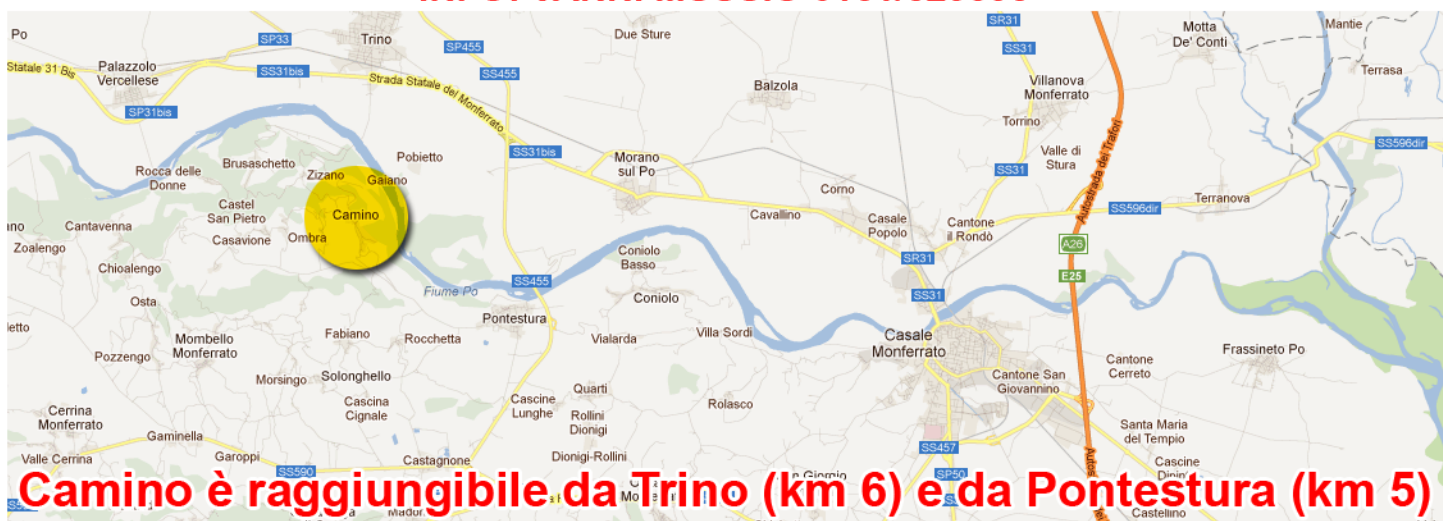 Po
SP33
Trino
SP455
Due Sture
SR31
SS31
Motta
De' Conti
Mantie
Statale 31 Bis
Palazzolo
Vercellese
SS31bis
Strada Statale del Monferrato
SS455
Balzola
Villanova
Monferrato
Terrasa
SP31bis
Torrino
Autostrada dei Trafori
SS596dir
Rocca delle
Donne
Brusaschetto
Zizano
Gaiano
Pobietto
SS31bis
Morano
sul Po
SS31
Valle di
Stura
Castel
San Pietro
Camino
Corno
Terranova
Cantavenna
Casavione
Ombra
Cavallino
Casale
Popolo
Cantone
il Rondò
SS596dir
Zoalengo
Chioalengo
Coniolo
Basso
SR31
A26
E25
Osta
Fiume Po
SS455
Coniolo
SS31
Mombello
Monferrato
Fabiano
Rocchetta
Pontestura
Vialarda
Villa Sordi
Casale
Monferrato
Frassineto Po
Pozzengo
Morsingo
Solonghello
Cascina
Cignale
Quarti
Cantone
Cerreto
Cantone San
Giovannino
Cerrina
Monferrato
Cascine
Lunghe
Rollini
Dionigi
Rolasco
Santa Maria
del Tempio
Gaminella
Valle Cerrina
Garoppi
SS590
Castagnone
Dionigi-Rollini
SS457
SP50
Cascine
Castellino
Camino è raggiungibile da Trino (km 6) e da Pontestura (km 5)